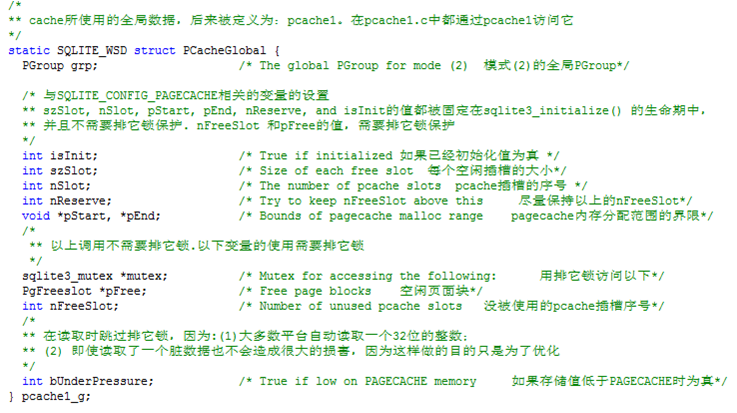 /*
** cache所使用的全局数据，后来被定义为：pcache1。在pcache1.c中都通过pcache1访问它
*/
static SQLITE_WSD struct PCacheGlobal {
  PGroup grp;                    /* The global PGroup for mode (2)  模式(2)的全局PGroup*/

  /* 与SQLITE_CONFIG_PAGECACHE相关的变量的设置
  ** szSlot, nSlot, pStart, pEnd, nReserve, and isInit的值都被固定在sqlite3_initialize() 的生命期中，
  ** 并且不需要排它锁保护．nFreeSlot 和pFree的值，需要排它锁保护
  */
  int isInit;                    /* True if initialized 如果已经初始化值为真 */
  int szSlot;                    /* Size of each free slot  每个空闲插槽的大小*/
  int nSlot;                     /* The number of pcache slots  pcache插槽的序号 */
  int nReserve;                  /* Try to keep nFreeSlot above this    尽量保持以上的nFreeSlot*/
  void *pStart, *pEnd;           /* Bounds of pagecache malloc range    pagecache内存分配范围的界限*/
  /*
   ** 以上调用不需要排它锁.以下变量的使用需要排它锁
   */
  sqlite3_mutex *mutex;          /* Mutex for accessing the following:      用排它锁访问以下*/
  PgFreeslot *pFree;             /* Free page blocks    空闲页面块*/
  int nFreeSlot;                 /* Number of unused pcache slots   没被使用的pcache插槽序号*/
  /*
  ** 在读取时跳过排它锁，因为:(1)大多数平台自动读取一个32位的整数;
  ** (2) 即使读取了一个脏数据也不会造成很大的损害，因为这样做的目的只是为了优化
  */
  int bUnderPressure;            /* True if low on PAGECACHE memory     如果存储值低于PAGECACHE时为真*/
} pcache1_g;